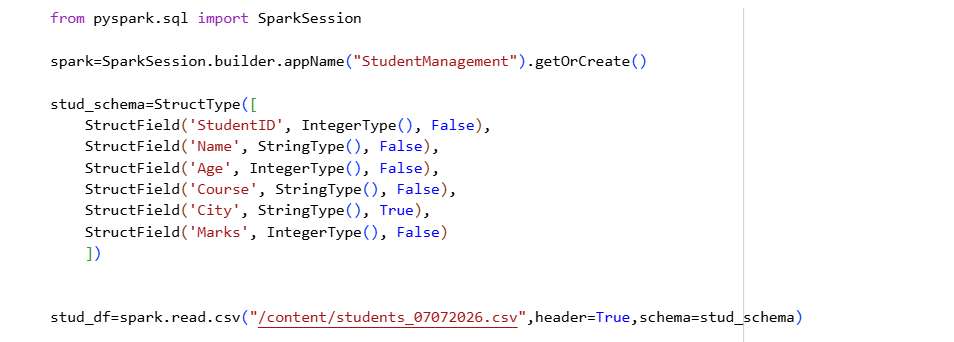 from pyspark.sql import SparkSession
spark=SparkSession.builder.appName("StudentManagement").getOrCreate()
stud_schema=StructType([
    StructField('StudentID', IntegerType(), False),
    StructField('Name', StringType(), False),
    StructField('Age', IntegerType(), False),
    StructField('Course', StringType(), False),
    StructField('City', StringType(), True),
    StructField('Marks', IntegerType(), False)
    ])
stud_df=spark.read.csv("/content/students_07072026.csv",header=True,schema=stud_schema)